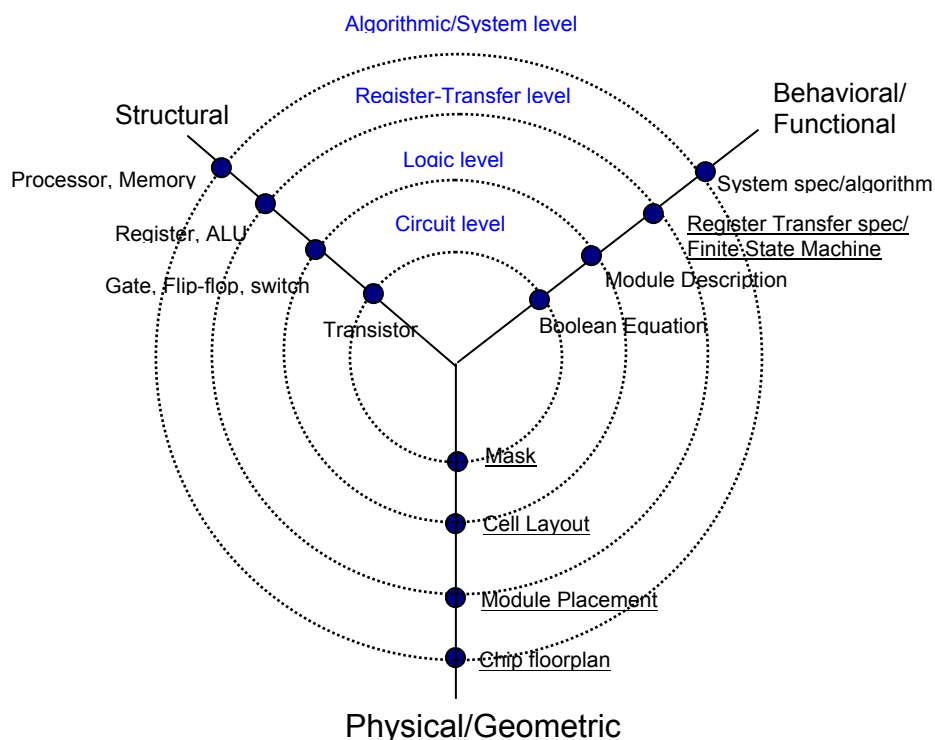 Algorithmic/System level
Register-Transfer level
Behavioral/
Functional
Structural
Logic level
Processor, Memory
System spec/algorithm
Circuit level
Register, ALU
Register Transfer spec/
Finite State Machine
Gate, Flip-flop, switch
Module Description
Transistor
Boolean Equation
Mask
Cell Layout
Module Placement
Chip floorplan
Physical/Geometric